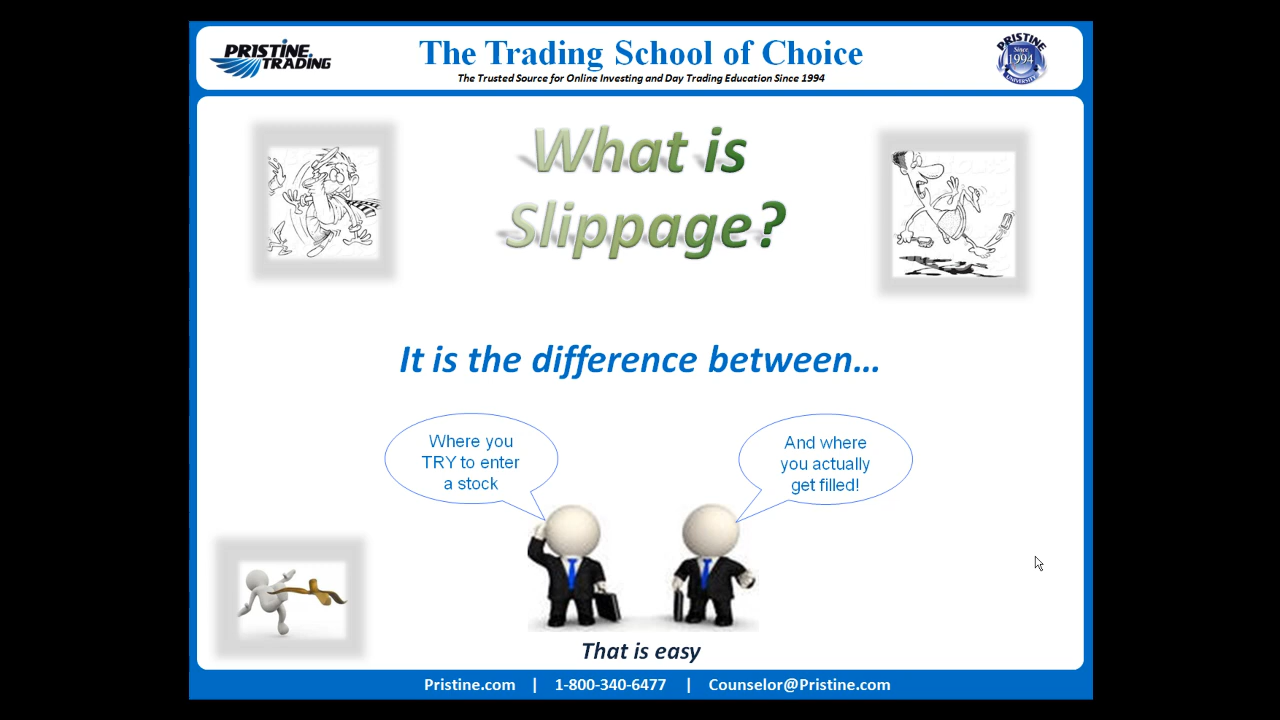 PRISTINE.
TRADING
The Trading School of Choice
The Trusted Source for Online Investing and Day Trading Education Since 1994
PRISTINE
Since
1994
UNIVERSITY
What is
Slippage?
It is the difference between...
Where you
TRY to enter
a stock
And where
you actually
get filled!
That is easy
Pristine.com | 1-800-340-6477 | Counselor@Pristine.com